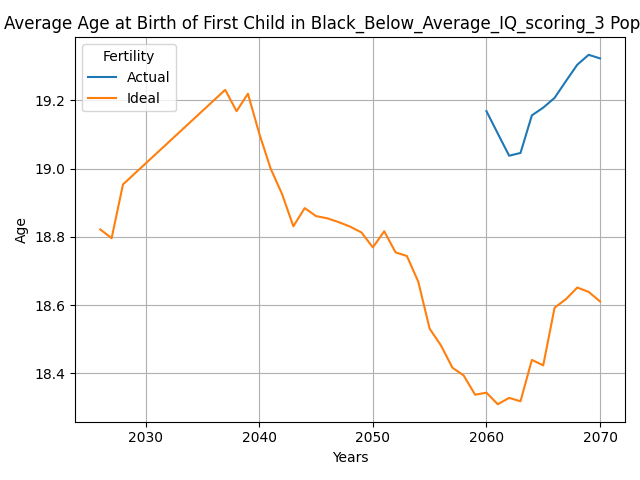 Average Age at Birth of First Child in Black_Below_Average_IQ_scoring_3 Pop
Fertility
Actual
Ideal
19.2
19.0
18.8
18.6
18.4
Age
2030 2040 2050 2060 2070
Years